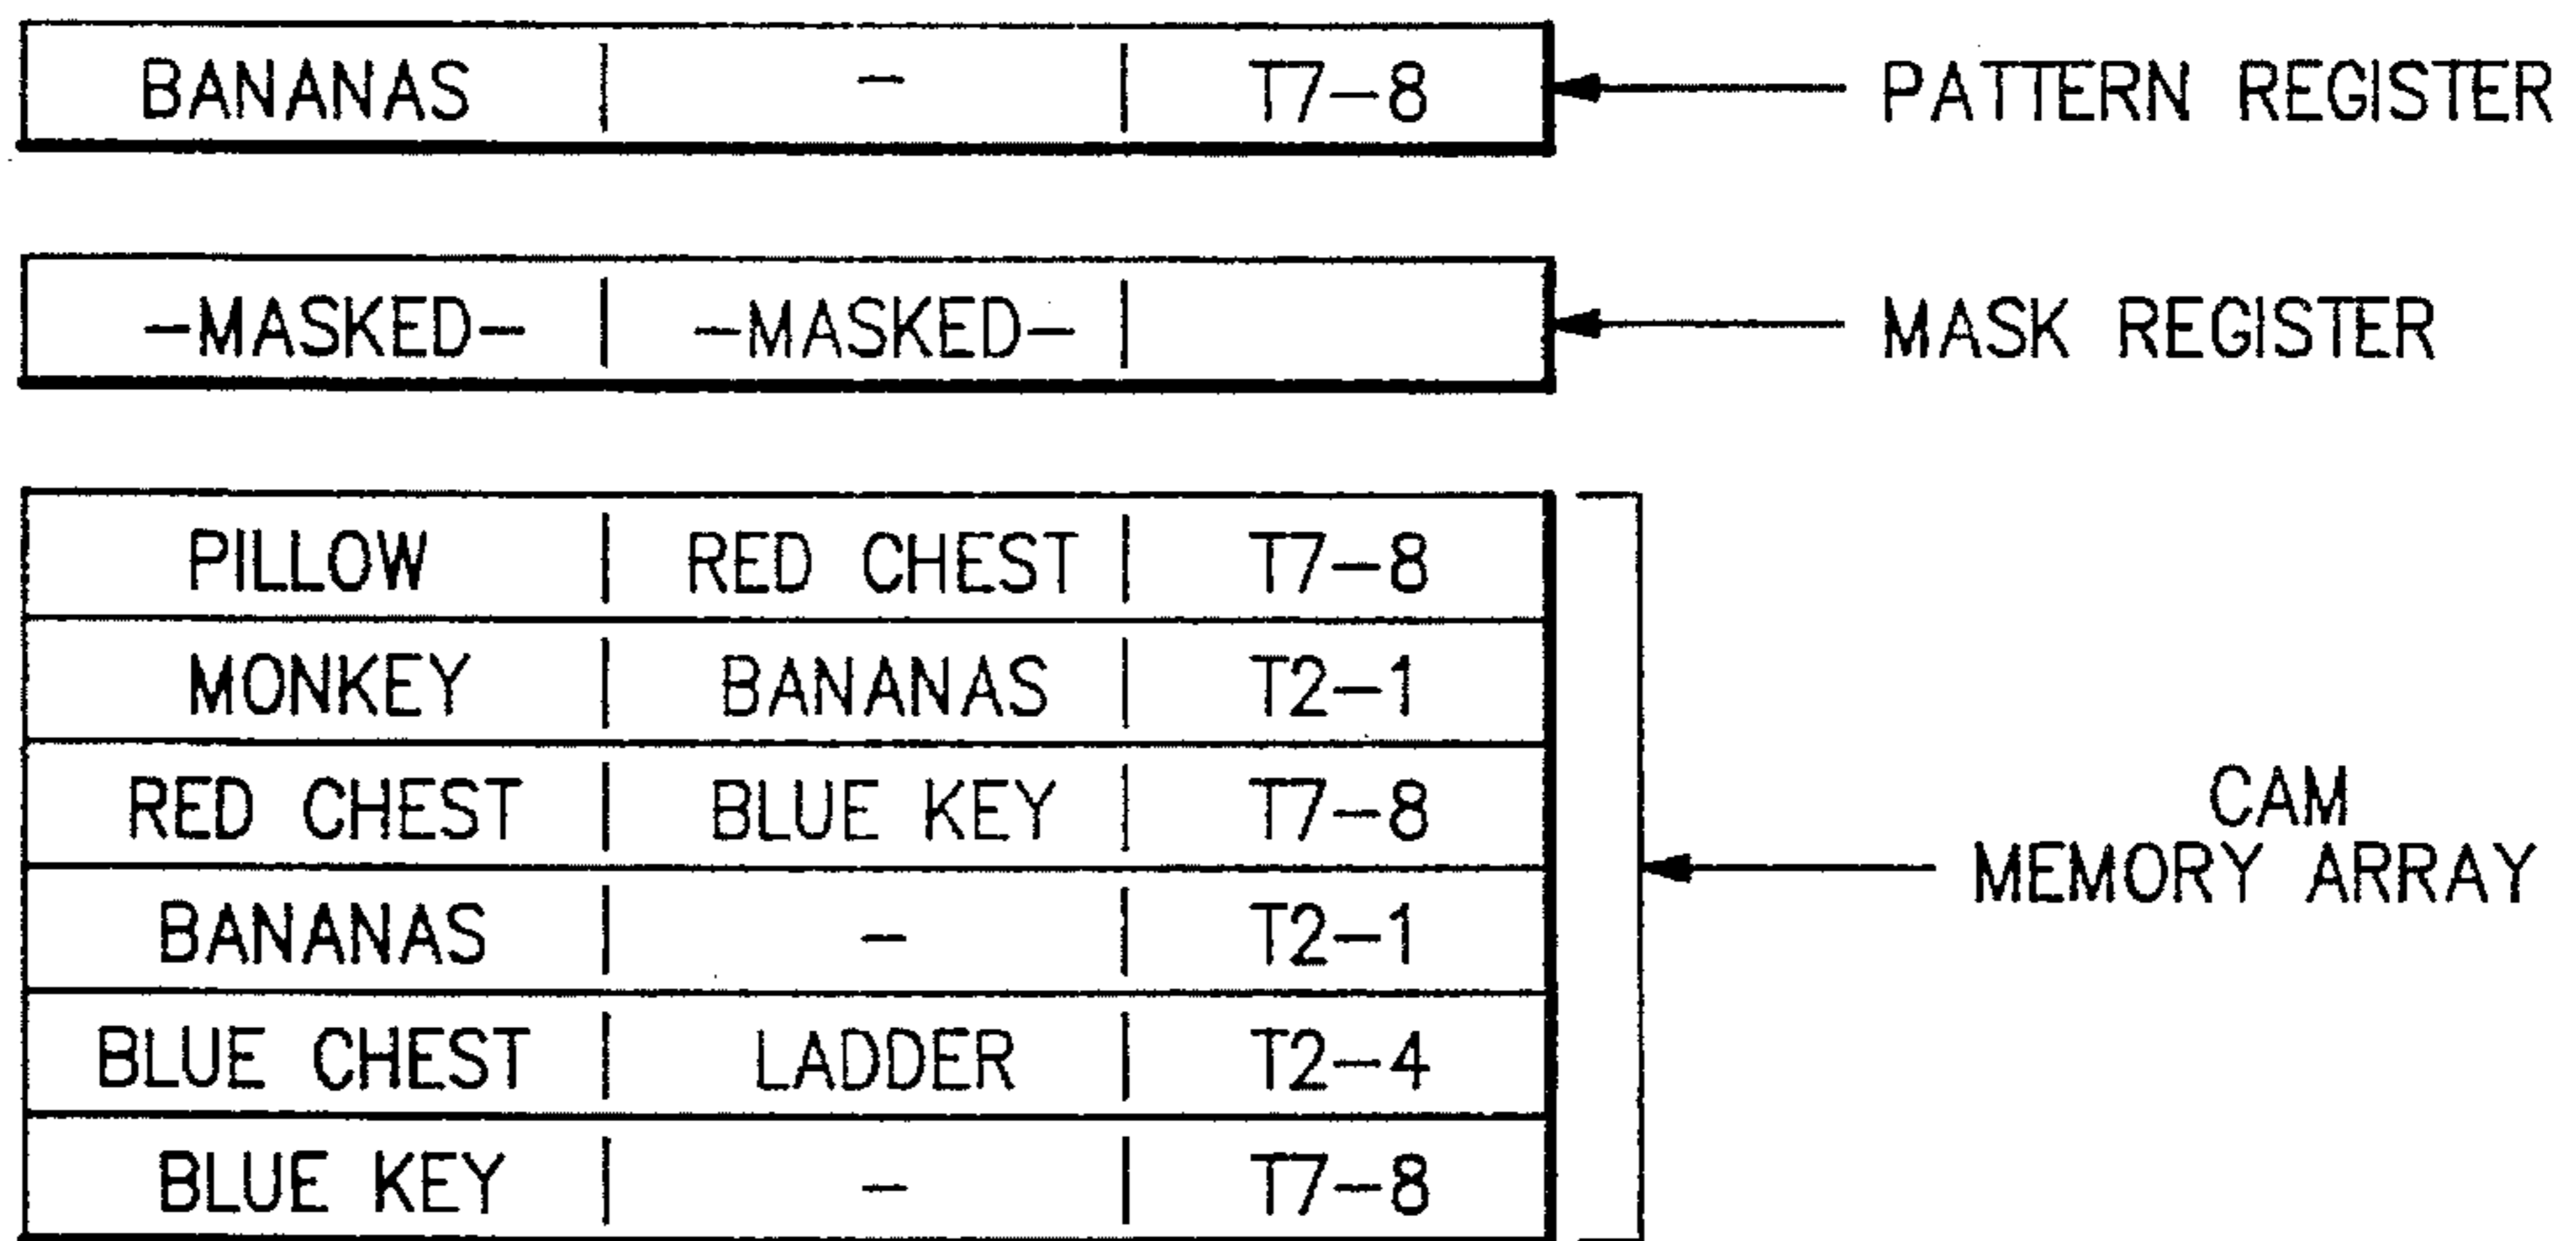 BANANAS | - | T7-8 PATTERN REGISTER
-MASKED- | -MASKED- | MASK REGISTER
PILLOW | RED CHEST | T7-8
MONKEY | BANANAS | T2-1
RED CHEST | BLUE KEY | T7-8
BANANAS | - | T2-1
BLUE CHEST | LADDER | T2-4
BLUE KEY | - | T7-8
CAM
MEMORY ARRAY